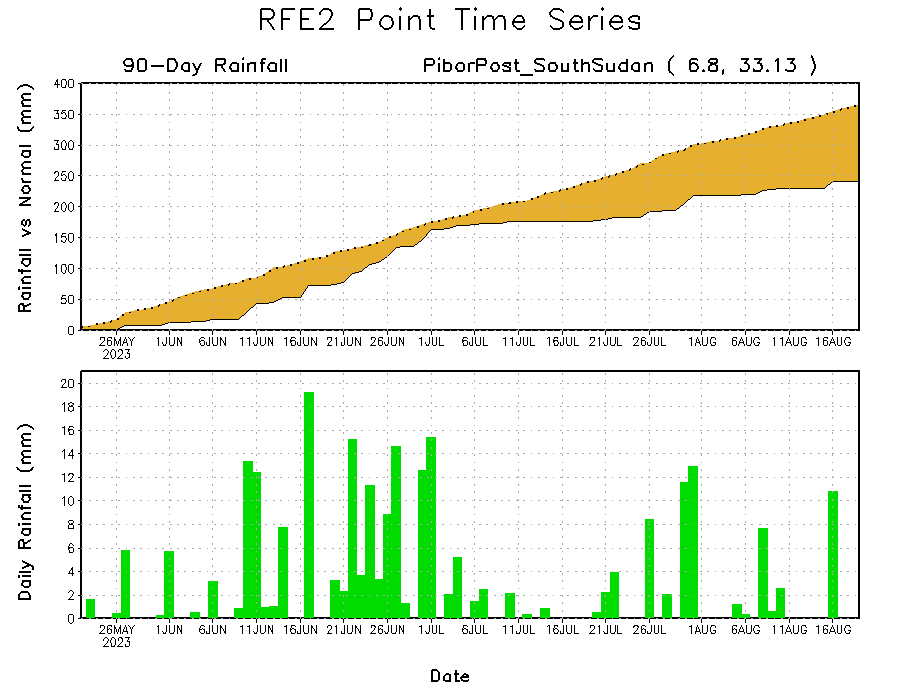 RFE2 Point Time Series
90-Day Rainfall
PiborPost_SouthSudan ( 6.8, 33.13 )
Rainfall vs Normal (mm)
400
350
300
250
200
150
100
50
0
26MAY 1JUN 6JUN 11JUN 16JUN 21JUN 26JUN 1JUL 6JUL 11JUL 16JUL 21JUL 26JUL 1AUG 6AUG 11AUG 16AUG
2023
Daily Rainfall (mm)
20
18
16
14
12
10
8
6
4
2
0
26MAY 1JUN 6JUN 11JUN 16JUN 21JUN 26JUN 1JUL 6JUL 11JUL 16JUL 21JUL 26JUL 1AUG 6AUG 11AUG 16AUG
2023
Date